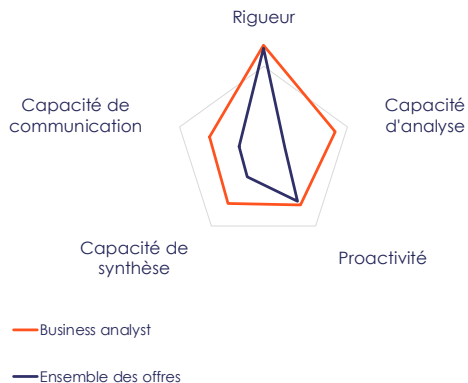 Rigueur
Capacité de
communication
Capacité
d'analyse
Capacité de
synthèse
Proactivité
Business analyst
Ensemble des offres